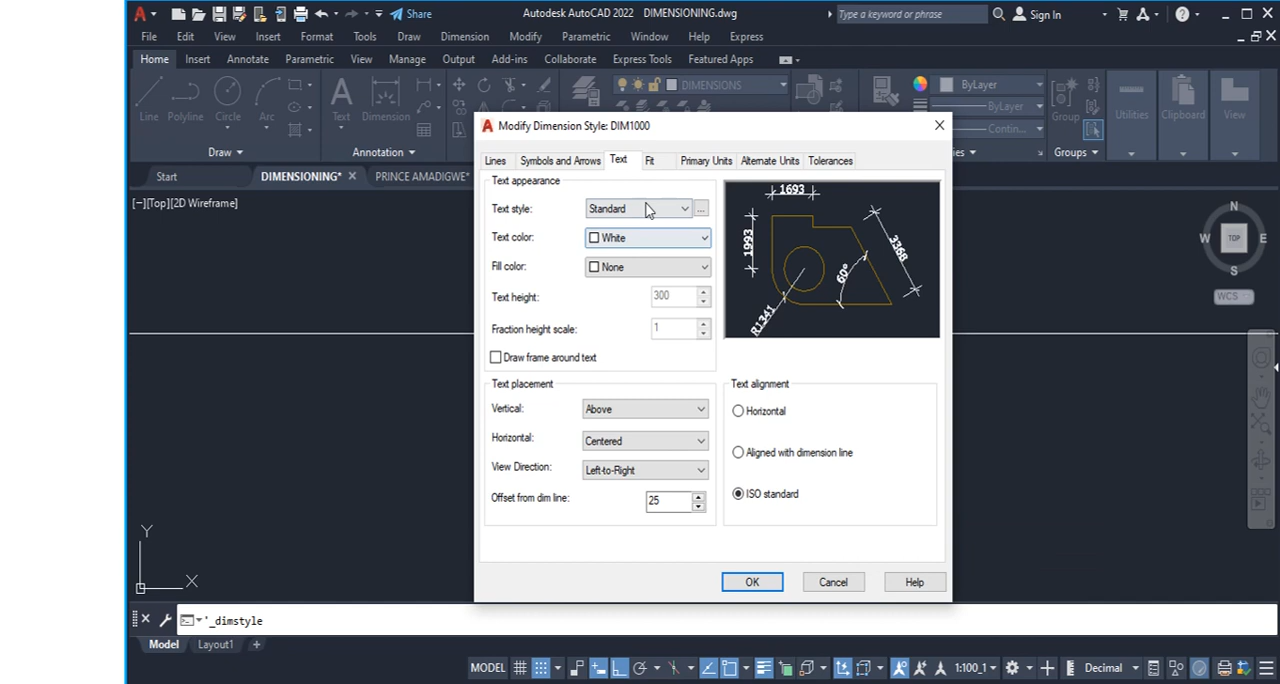 Share
Autodesk AutoCAD 2022 DIMENSIONING.dwg
Type a keyword or phrase
Sign In
File Edit View Insert Format Tools Draw Dimension Modify Parametric Window Help Express
Home Insert Annotate Parametric View Manage Output Add-ins Collaborate Express Tools Featured Apps
DIMENSIONS
ByLayer
ByLayer
Line Polyline Circle Arc Text Dimension Group Utilities Clipboard View
Contin...
Draw Annotation Groups
Modify Dimension Style: DIM1000
Start DIMENSIONING* PRINCE AMADIGWE*
Lines Symbols and Arrows Text Fit Primary Units Alternate Units Tolerances
[−][Top][2D Wireframe]
Text appearance
Text style: Standard ...
Text color: White
Fill color: None
Text height: 300
Fraction height scale: 1
Draw frame around text
1693
1993
3368
60°
R1341
N
W TOP E
S
WCS
Text placement
Vertical: Above
Horizontal: Centered
View Direction: Left-to-Right
Offset from dim line: 25
Text alignment
Horizontal
Aligned with dimension line
ISO standard
OK Cancel Help
Y
X
'_dimstyle
Model Layout1 +
MODEL 1:100_1 Decimal